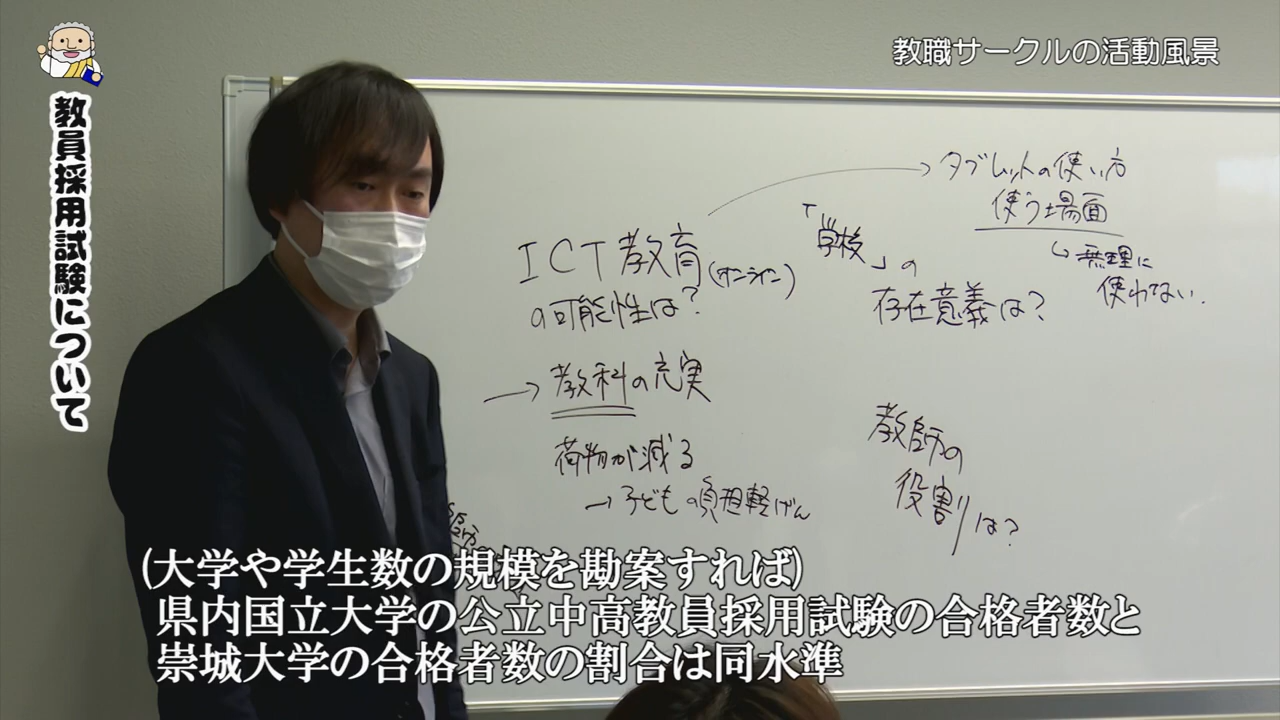 教職サークルの活動風景
教員採用試験について
タブレットの使い方
使う場面
↳無理に
使わない.
ICT教育(オンライン)
の可能性は?
「学校」の
存在意義は?
→教科の充実
荷物が減る
→子どもの負担軽げん
教師の
役割は?
(大学や学生数の規模を勘案すれば)
県内国立大学の公立中高教員採用試験の合格者数と
崇城大学の合格者数の割合は同水準